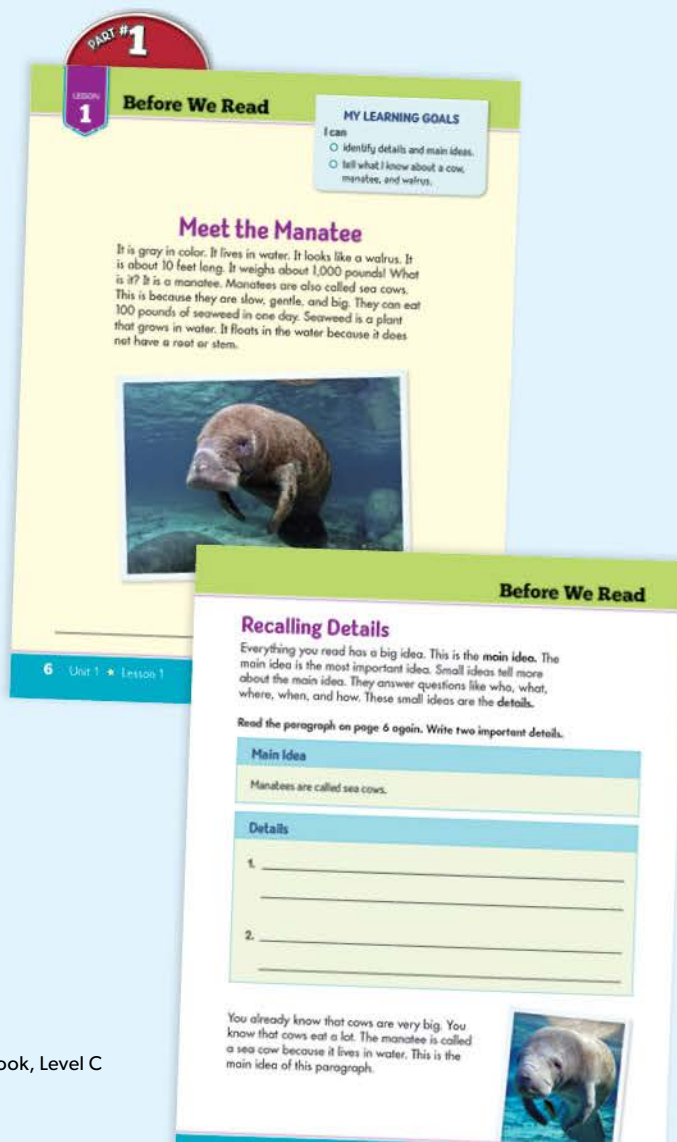 PART #1
LESSON
1
Before We Read
MY LEARNING GOALS
I can
identify details and main ideas.
tell what I know about a cow,
manatee, and walrus.
Meet the Manatee
It is gray in color. It lives in water. It looks like a walrus. It
is about 10 feet long. It weighs about 1,000 pounds! What
is it? It is a manatee. Manatees are also called sea cows.
This is because they are slow, gentle, and big. They can eat
100 pounds of seaweed in one day. Seaweed is a plant
that grows in water. It floats in the water because it does
not have a root or stem.
6 Unit 1 ★ Lesson 1
Before We Read
Recalling Details
Everything you read has a big idea. This is the main idea. The
main idea is the most important idea. Small ideas tell more
about the main idea. They answer questions like who, what,
where, when, and how. These small ideas are the details.
Read the paragraph on page 6 again. Write two important details.
Main Idea
Manatees are called sea cows.
Details
1.
2.
You already know that cows are very big. You
know that cows eat a lot. The manatee is called
a sea cow because it lives in water. This is the
main idea of this paragraph.
ook, Level C